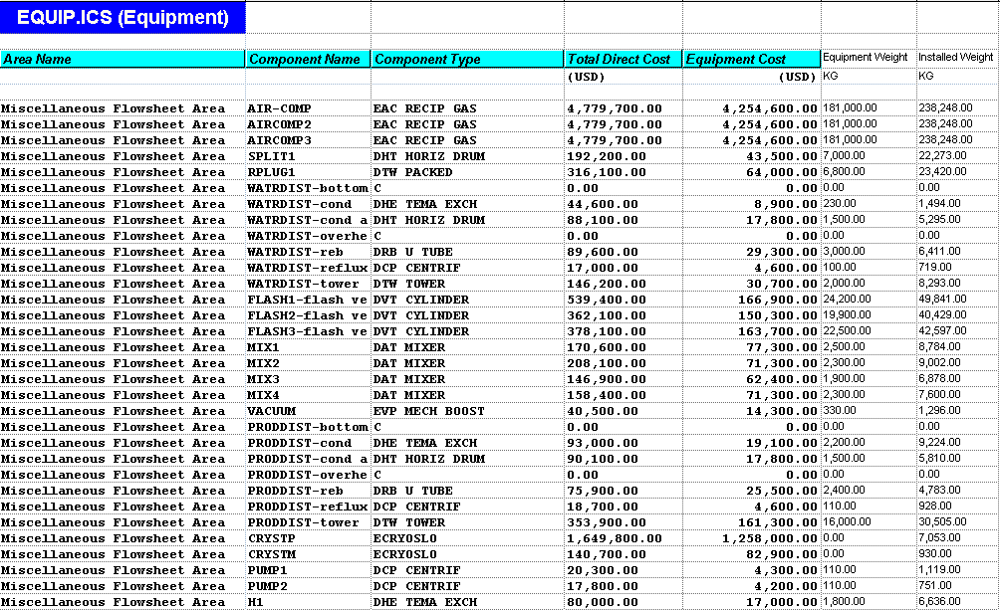 EQUIP.ICS (Equipment)
Area Name Component Name Component Type Total Direct Cost Equipment Cost Equipment Weight Installed Weight
(USD) (USD) KG KG
Miscellaneous Flowsheet Area AIR-COMP EAC RECIP GAS 4,779,700.00 4,254,600.00 181,000.00 238,248.00
Miscellaneous Flowsheet Area AIRCOMP2 EAC RECIP GAS 4,779,700.00 4,254,600.00 181,000.00 238,248.00
Miscellaneous Flowsheet Area AIRCOMP3 EAC RECIP GAS 4,779,700.00 4,254,600.00 181,000.00 238,248.00
Miscellaneous Flowsheet Area SPLIT1 DHT HORIZ DRUM 192,200.00 43,500.00 7,000.00 22,273.00
Miscellaneous Flowsheet Area RPLUG1 DTW PACKED 316,100.00 64,000.00 6,800.00 23,420.00
Miscellaneous Flowsheet Area WATRDIST-bottom C 0.00 0.00 0.00 0.00
Miscellaneous Flowsheet Area WATRDIST-cond DHE TEMA EXCH 44,600.00 8,900.00 230.00 1,494.00
Miscellaneous Flowsheet Area WATRDIST-cond a DHT HORIZ DRUM 88,100.00 17,800.00 1,500.00 5,295.00
Miscellaneous Flowsheet Area WATRDIST-overhe C 0.00 0.00 0.00 0.00
Miscellaneous Flowsheet Area WATRDIST-reb DRB U TUBE 89,600.00 29,300.00 3,000.00 6,411.00
Miscellaneous Flowsheet Area WATRDIST-reflux DCP CENTRIF 17,000.00 4,600.00 100.00 719.00
Miscellaneous Flowsheet Area WATRDIST-tower DTW TOWER 146,200.00 30,700.00 2,000.00 8,293.00
Miscellaneous Flowsheet Area FLASH1-flash ve DVT CYLINDER 539,400.00 166,900.00 24,200.00 49,841.00
Miscellaneous Flowsheet Area FLASH2-flash ve DVT CYLINDER 362,100.00 150,300.00 19,900.00 40,429.00
Miscellaneous Flowsheet Area FLASH3-flash ve DVT CYLINDER 378,100.00 163,700.00 22,500.00 42,597.00
Miscellaneous Flowsheet Area MIX1 DAT MIXER 170,600.00 77,300.00 2,500.00 8,784.00
Miscellaneous Flowsheet Area MIX2 DAT MIXER 208,100.00 71,300.00 2,300.00 9,002.00
Miscellaneous Flowsheet Area MIX3 DAT MIXER 146,900.00 62,400.00 1,900.00 6,878.00
Miscellaneous Flowsheet Area MIX4 DAT MIXER 158,400.00 71,300.00 2,300.00 7,600.00
Miscellaneous Flowsheet Area VACUUM EVP MECH BOOST 40,500.00 14,300.00 330.00 1,296.00
Miscellaneous Flowsheet Area PRODDIST-bottom C 0.00 0.00 0.00 0.00
Miscellaneous Flowsheet Area PRODDIST-cond DHE TEMA EXCH 93,000.00 19,100.00 2,200.00 9,224.00
Miscellaneous Flowsheet Area PRODDIST-cond a DHT HORIZ DRUM 90,100.00 17,800.00 1,500.00 5,810.00
Miscellaneous Flowsheet Area PRODDIST-overhe C 0.00 0.00 0.00 0.00
Miscellaneous Flowsheet Area PRODDIST-reb DRB U TUBE 75,900.00 25,500.00 2,400.00 4,783.00
Miscellaneous Flowsheet Area PRODDIST-reflux DCP CENTRIF 18,700.00 4,600.00 110.00 928.00
Miscellaneous Flowsheet Area PRODDIST-tower DTW TOWER 353,900.00 161,300.00 16,000.00 30,505.00
Miscellaneous Flowsheet Area CRYSTP ECRYOSLO 1,649,800.00 1,258,000.00 0.00 7,053.00
Miscellaneous Flowsheet Area CRYSTM ECRYOSLO 140,700.00 82,900.00 0.00 930.00
Miscellaneous Flowsheet Area PUMP1 DCP CENTRIF 20,300.00 4,300.00 110.00 1,119.00
Miscellaneous Flowsheet Area PUMP2 DCP CENTRIF 17,800.00 4,200.00 110.00 751.00
Miscellaneous Flowsheet Area H1 DHE TEMA EXCH 80,000.00 17,000.00 1,800.00 6,636.00